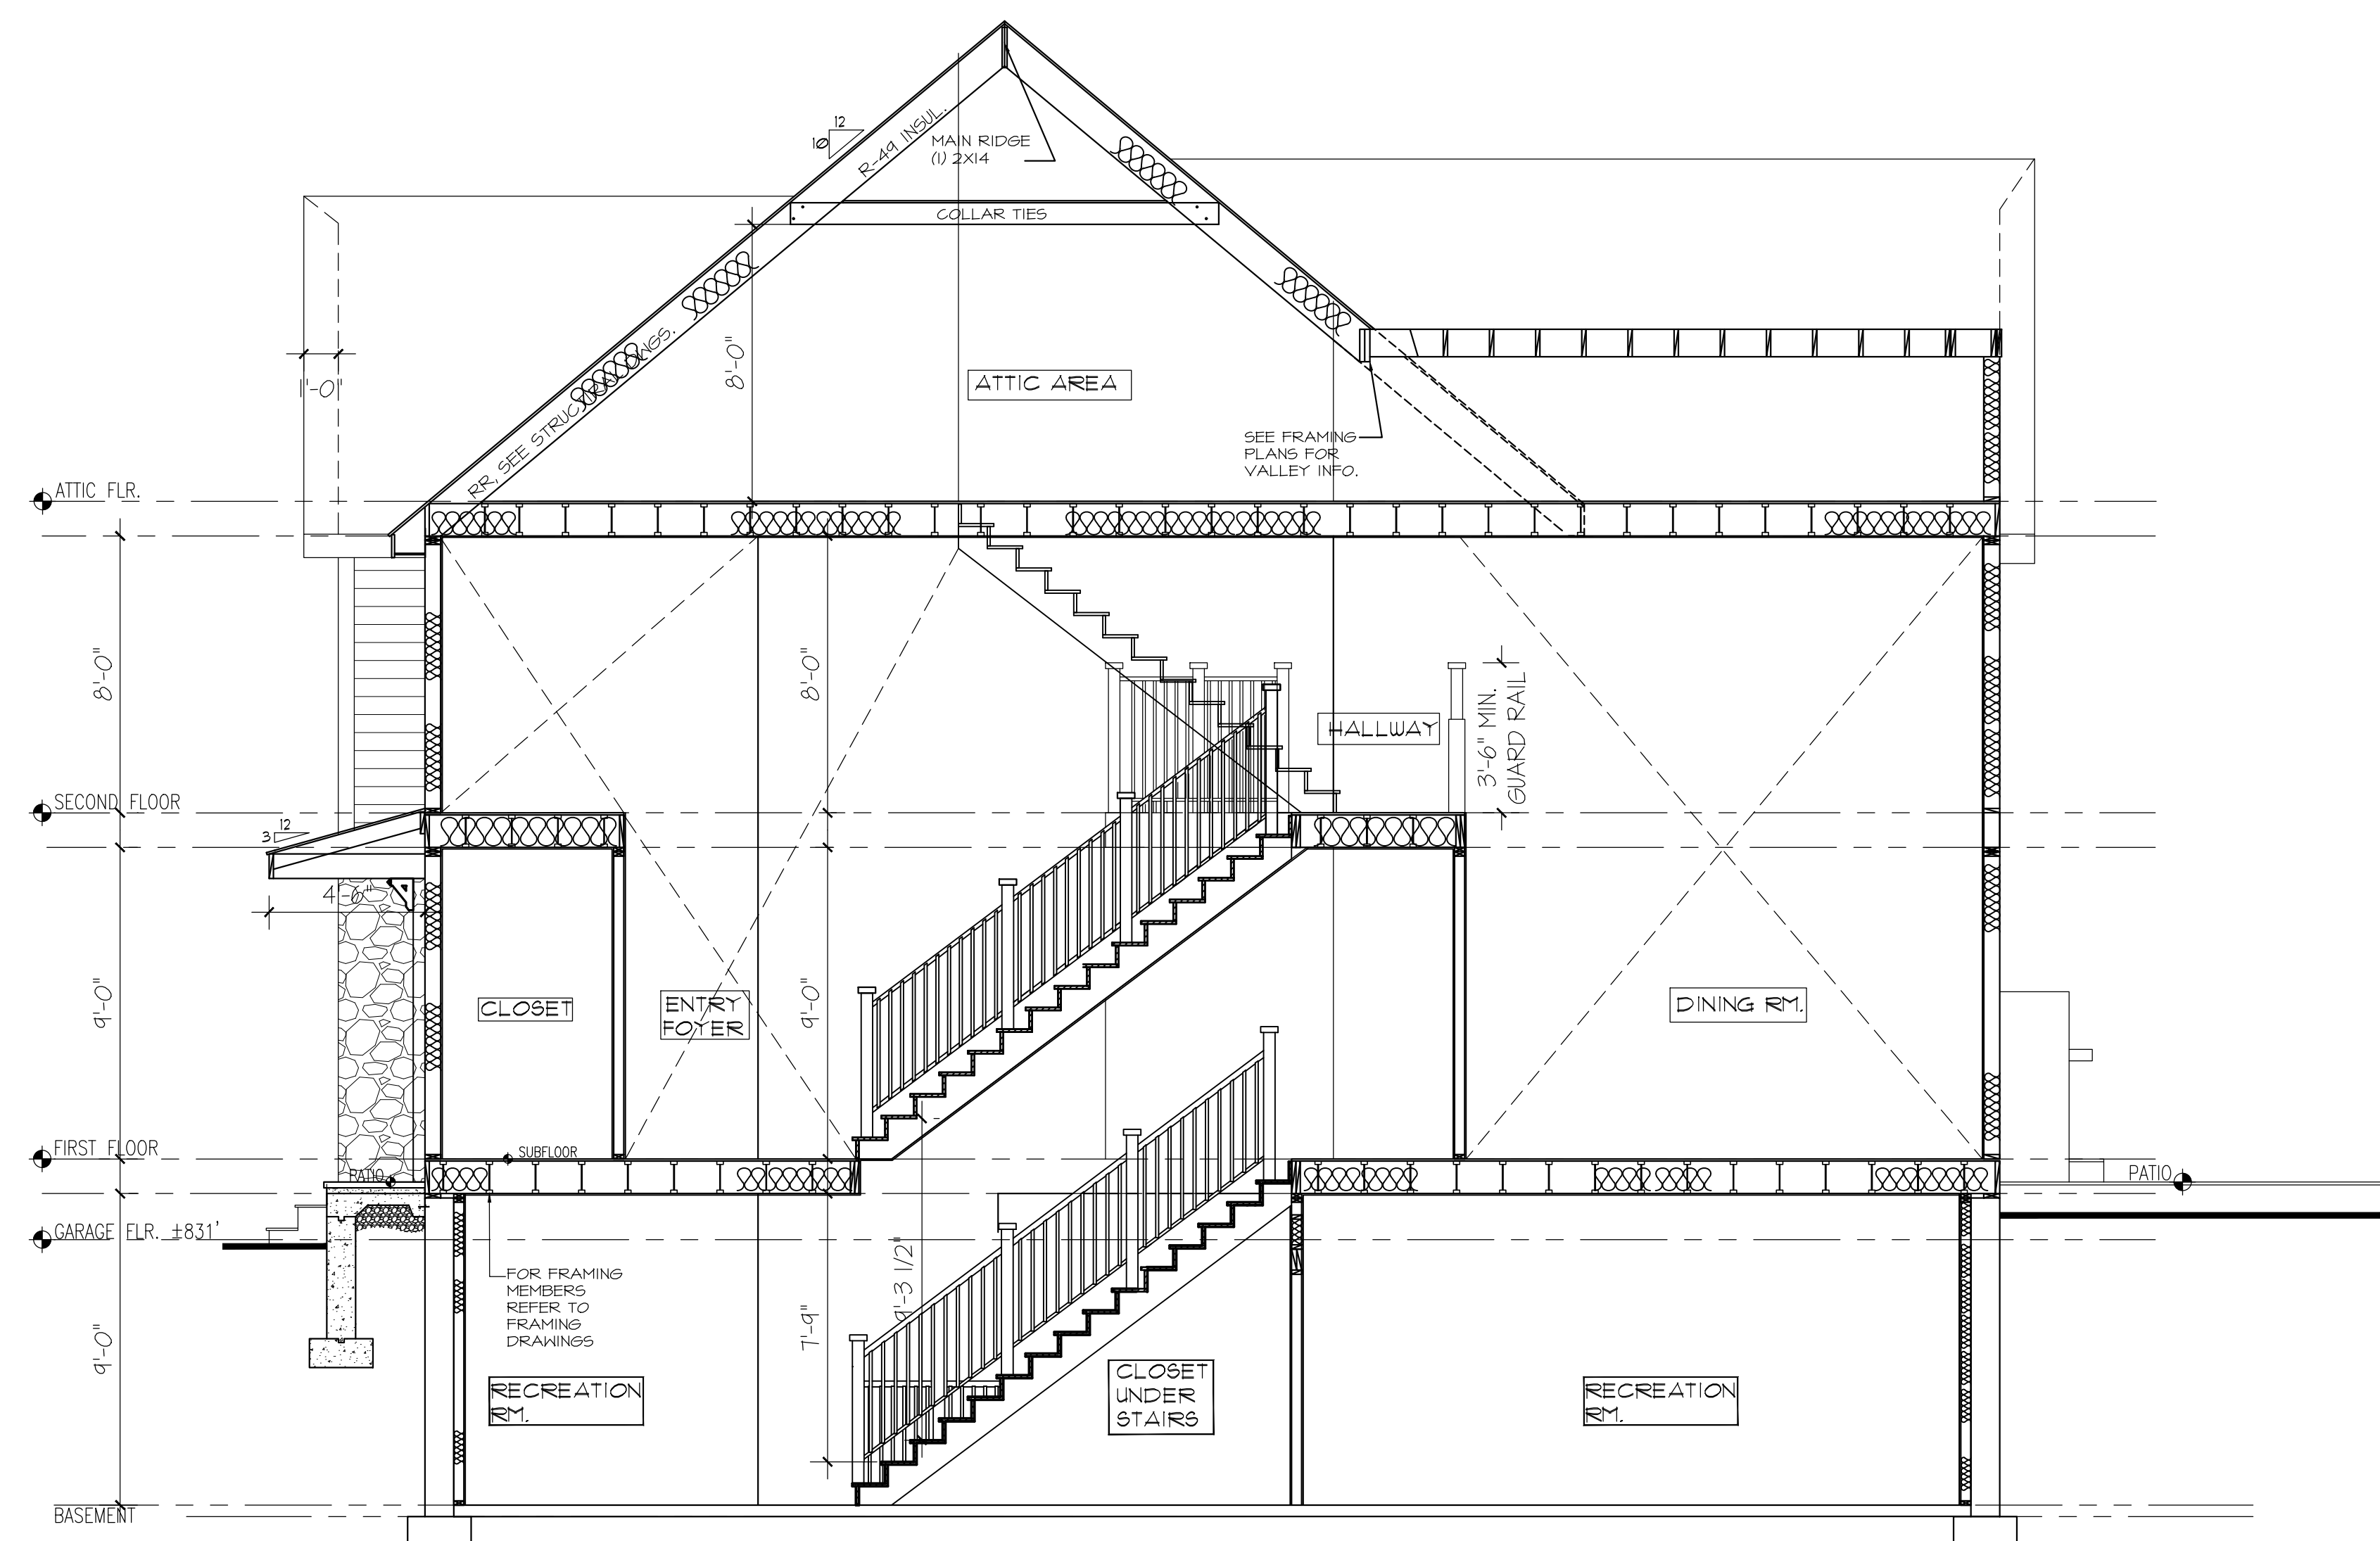 12
10
R-49 INSUL.
MAIN RIDGE
(1) 2X14
COLLAR TIES
1'-0"
8'-0"
ATTIC AREA
RR, SEE STRUCTURAL DWGS.
SEE FRAMING
PLANS FOR
VALLEY INFO.
ATTIC FLR.
8'-0"
8'-0"
HALLWAY
3'-6" MIN.
GUARD RAIL
SECOND FLOOR
12
3
4'-6"
9'-0"
CLOSET
ENTRY
FOYER
9'-0"
DINING RM.
FIRST FLOOR
SUBFLOOR
PATIO
PATIO
GARAGE FLR. ±831'
FOR FRAMING
MEMBERS
REFER TO
FRAMING
DRAWINGS
9'-0"
7'-9"
9'-3 1/2"
RECREATION
RM.
CLOSET
UNDER
STAIRS
RECREATION
RM.
BASEMENT